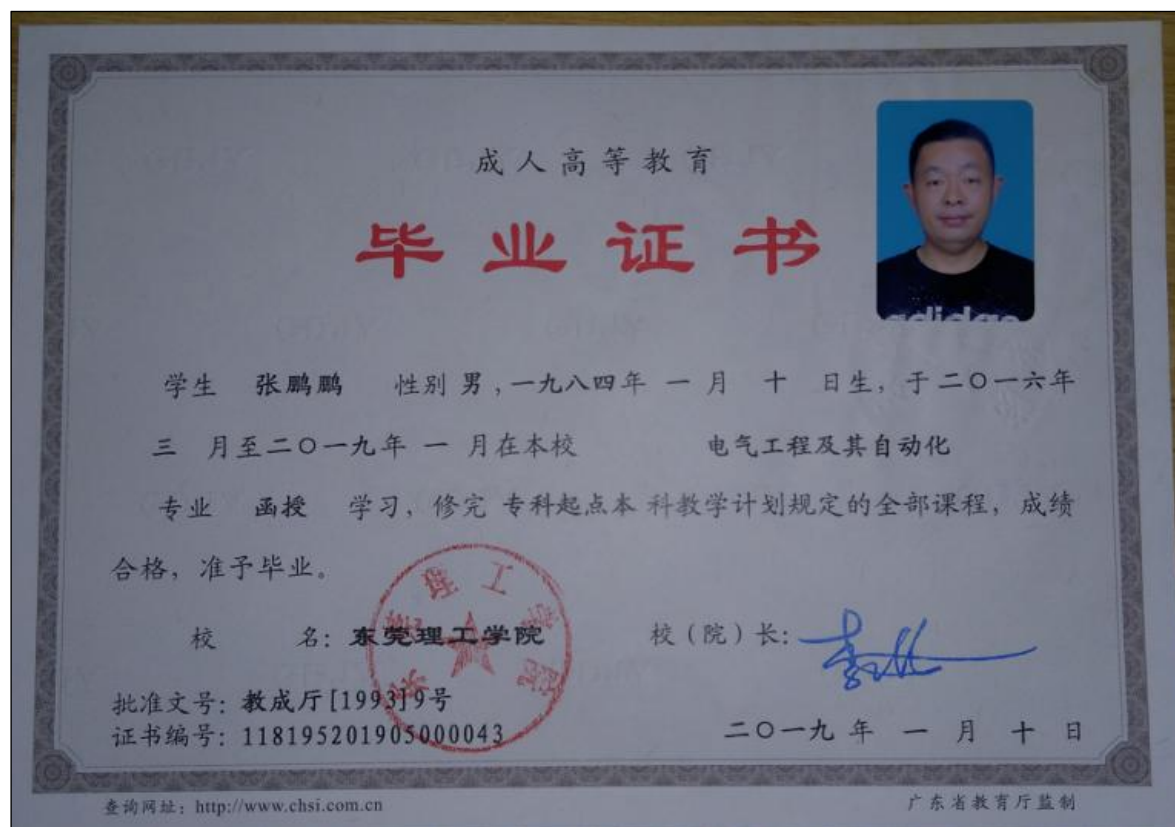 成人高等教育
毕业证书
adidas
学生 张鹏鹏 性别 男，一九八四年 一 月 十 日生，于二〇一六年
三 月至二〇一九年 一 月在本校 电气工程及其自动化
专业 函授 学习，修完 专科起点本 科教学计划规定的全部课程，成绩
合格，准予毕业。
校 名：东莞理工学院 校（院）长：
东莞理工学院
批准文号：教成厅[1993]9号
证书编号：118195201905000043
二〇一九 年 一 月 十 日
查询网址：http://www.chsi.com.cn 广东省教育厅监制